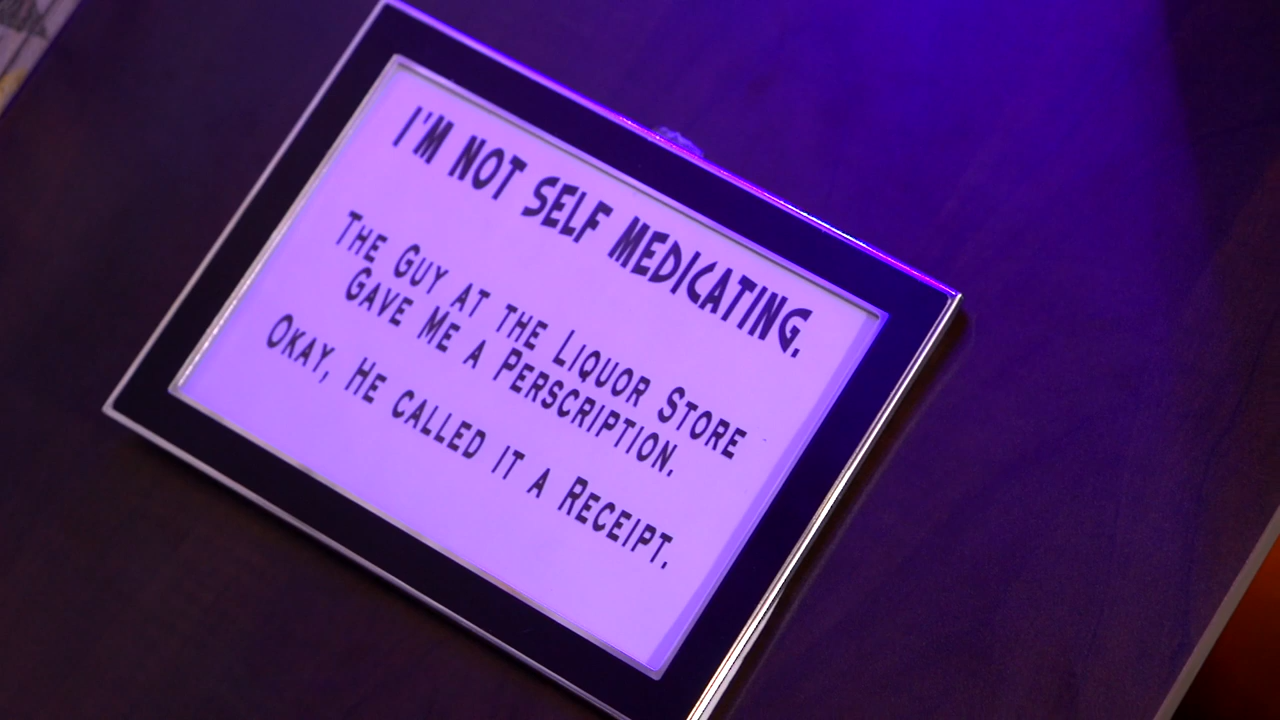 I'M NOT SELF MEDICATING.
THE GUY AT THE LIQUOR STORE
GAVE ME A PERSCRIPTION.
OKAY, HE CALLED IT A RECEIPT.